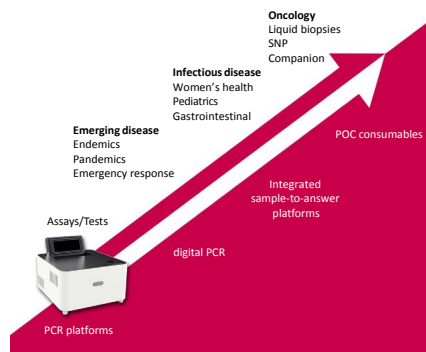 Oncology
Liquid biopsies
SNP
Companion
Infectious disease
Women’s health
Pediatrics
Gastrointestinal
Emerging disease
Endemics
Pandemics
Emergency response
POC consumables
Integrated
sample-to-answer
platforms
Assays/Tests
digital PCR
PCR platforms